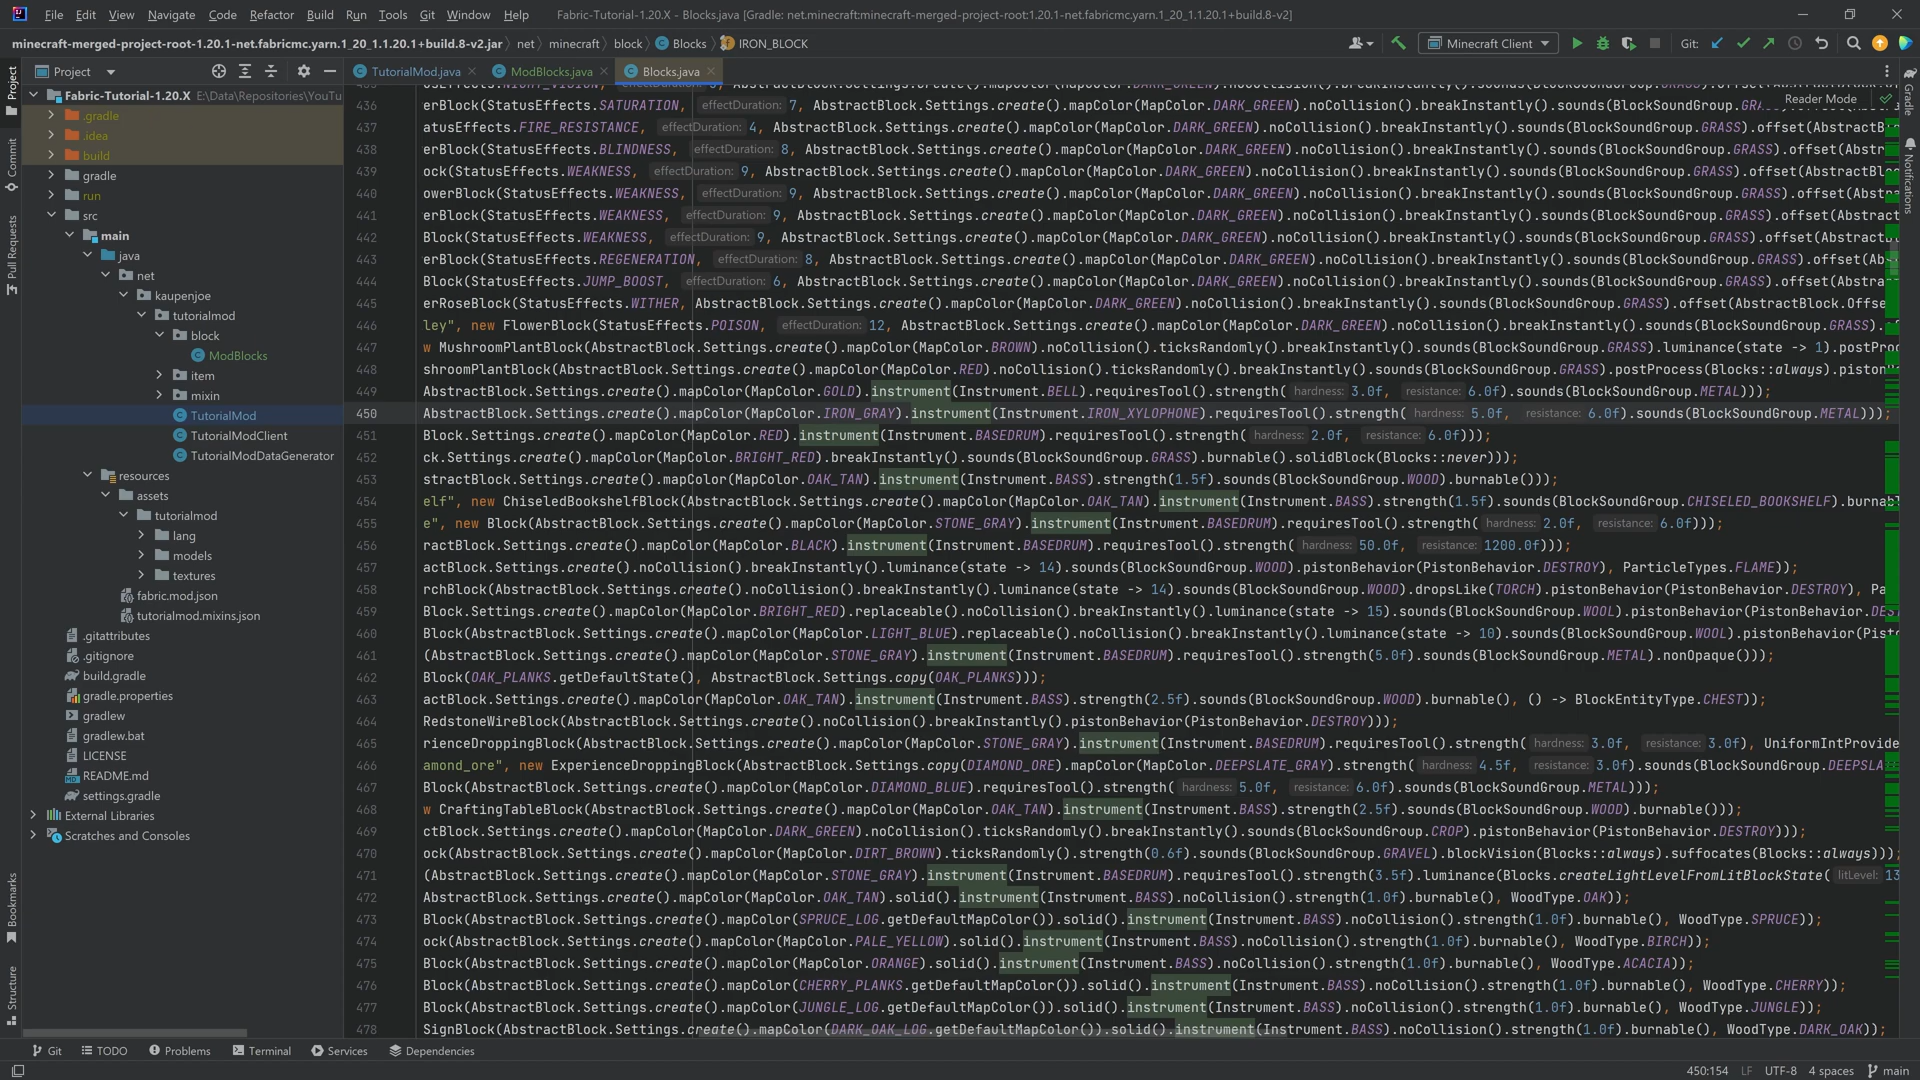 File Edit View Navigate Code Refactor Build Run Tools Git Window Help Fabric-Tutorial-1.20.X - Blocks.java [Gradle: net.minecraft:minecraft-merged-project-root:1.20.1-net.fabricmc.yarn.1_20_1.1.20.1+build.8-v2]
minecraft-merged-project-root-1.20.1-net.fabricmc.yarn.1_20_1.1.20.1+build.8-v2.jar net minecraft block Blocks IRON_BLOCK Minecraft Client Git:
Project TutorialMod.java ModBlocks.java Blocks.java
Reader Mode
Project
Commit
Pull Requests
Bookmarks
Structure
Fabric-Tutorial-1.20.X E:\Data\Repositories\YouTu
.gradle
.idea
build
gradle
run
src
main
java
net
kaupenjoe
tutorialmod
block
ModBlocks
item
mixin
TutorialMod
TutorialModClient
TutorialModDataGenerator
resources
assets
tutorialmod
lang
models
textures
fabric.mod.json
tutorialmod.mixins.json
.gitattributes
.gitignore
build.gradle
gradle.properties
gradlew
gradlew.bat
LICENSE
README.md
settings.gradle
External Libraries
Scratches and Consoles
436 erBlock(StatusEffects.SATURATION, effectDuration: 7, AbstractBlock.Settings.create().mapColor(MapColor.DARK_GREEN).noCollision().breakInstantly().sounds(BlockSoundGroup.GRA
437 atusEffects.FIRE_RESISTANCE, effectDuration: 4, AbstractBlock.Settings.create().mapColor(MapColor.DARK_GREEN).noCollision().breakInstantly().sounds(BlockSoundGroup.GRASS).offset(AbstractBl
438 erBlock(StatusEffects.BLINDNESS, effectDuration: 8, AbstractBlock.Settings.create().mapColor(MapColor.DARK_GREEN).noCollision().breakInstantly().sounds(BlockSoundGroup.GRASS).offset(Abstr
439 ock(StatusEffects.WEAKNESS, effectDuration: 9, AbstractBlock.Settings.create().mapColor(MapColor.DARK_GREEN).noCollision().breakInstantly().sounds(BlockSoundGroup.GRASS).offset(AbstractBl
440 owerBlock(StatusEffects.WEAKNESS, effectDuration: 9, AbstractBlock.Settings.create().mapColor(MapColor.DARK_GREEN).noCollision().breakInstantly().sounds(BlockSoundGroup.GRASS).offset(Abstr
441 erBlock(StatusEffects.WEAKNESS, effectDuration: 9, AbstractBlock.Settings.create().mapColor(MapColor.DARK_GREEN).noCollision().breakInstantly().sounds(BlockSoundGroup.GRASS).offset(Abstract
442 Block(StatusEffects.WEAKNESS, effectDuration: 9, AbstractBlock.Settings.create().mapColor(MapColor.DARK_GREEN).noCollision().breakInstantly().sounds(BlockSoundGroup.GRASS).offset(AbstractBl
443 erBlock(StatusEffects.REGENERATION, effectDuration: 8, AbstractBlock.Settings.create().mapColor(MapColor.DARK_GREEN).noCollision().breakInstantly().sounds(BlockSoundGroup.GRASS).offset(Abs
444 Block(StatusEffects.JUMP_BOOST, effectDuration: 6, AbstractBlock.Settings.create().mapColor(MapColor.DARK_GREEN).noCollision().breakInstantly().sounds(BlockSoundGroup.GRASS).offset(Abstract
445 erRoseBlock(StatusEffects.WITHER, AbstractBlock.Settings.create().mapColor(MapColor.DARK_GREEN).noCollision().breakInstantly().sounds(BlockSoundGroup.GRASS).offset(AbstractBlock.Offse
446 ley", new FlowerBlock(StatusEffects.POISON, effectDuration: 12, AbstractBlock.Settings.create().mapColor(MapColor.DARK_GREEN).noCollision().breakInstantly().sounds(BlockSoundGroup.GRASS).o
447 w MushroomPlantBlock(AbstractBlock.Settings.create().mapColor(MapColor.BROWN).noCollision().ticksRandomly().breakInstantly().sounds(BlockSoundGroup.GRASS).luminance(state -> 1).postProc
448 shroomPlantBlock(AbstractBlock.Settings.create().mapColor(MapColor.RED).noCollision().ticksRandomly().breakInstantly().sounds(BlockSoundGroup.GRASS).postProcess(Blocks::always).piston
449 AbstractBlock.Settings.create().mapColor(MapColor.GOLD).instrument(Instrument.BELL).requiresTool().strength( hardness: 3.0f, resistance: 6.0f).sounds(BlockSoundGroup.METAL)));
450 AbstractBlock.Settings.create().mapColor(MapColor.IRON_GRAY).instrument(Instrument.IRON_XYLOPHONE).requiresTool().strength( hardness: 5.0f, resistance: 6.0f).sounds(BlockSoundGroup.METAL)));
451 Block.Settings.create().mapColor(MapColor.RED).instrument(Instrument.BASEDRUM).requiresTool().strength( hardness: 2.0f, resistance: 6.0f)));
452 ck.Settings.create().mapColor(MapColor.BRIGHT_RED).breakInstantly().sounds(BlockSoundGroup.GRASS).burnable().solidBlock(Blocks::never)));
453 stractBlock.Settings.create().mapColor(MapColor.OAK_TAN).instrument(Instrument.BASS).strength(1.5f).sounds(BlockSoundGroup.WOOD).burnable()));
454 elf", new ChiseledBookshelfBlock(AbstractBlock.Settings.create().mapColor(MapColor.OAK_TAN).instrument(Instrument.BASS).strength(1.5f).sounds(BlockSoundGroup.CHISELED_BOOKSHELF).burnabl
455 e", new Block(AbstractBlock.Settings.create().mapColor(MapColor.STONE_GRAY).instrument(Instrument.BASEDRUM).requiresTool().strength( hardness: 2.0f, resistance: 6.0f)));
456 ractBlock.Settings.create().mapColor(MapColor.BLACK).instrument(Instrument.BASEDRUM).requiresTool().strength( hardness: 50.0f, resistance: 1200.0f)));
457 actBlock.Settings.create().noCollision().breakInstantly().luminance(state -> 14).sounds(BlockSoundGroup.WOOD).pistonBehavior(PistonBehavior.DESTROY), ParticleTypes.FLAME));
458 rchBlock(AbstractBlock.Settings.create().noCollision().breakInstantly().luminance(state -> 14).sounds(BlockSoundGroup.WOOD).dropsLike(TORCH).pistonBehavior(PistonBehavior.DESTROY), Pa
459 Block.Settings.create().mapColor(MapColor.BRIGHT_RED).replaceable().noCollision().breakInstantly().luminance(state -> 15).sounds(BlockSoundGroup.WOOL).pistonBehavior(PistonBehavior.DES
460 Block(AbstractBlock.Settings.create().mapColor(MapColor.LIGHT_BLUE).replaceable().noCollision().breakInstantly().luminance(state -> 10).sounds(BlockSoundGroup.WOOL).pistonBehavior(Pist
461 (AbstractBlock.Settings.create().mapColor(MapColor.STONE_GRAY).instrument(Instrument.BASEDRUM).requiresTool().strength(5.0f).sounds(BlockSoundGroup.METAL).nonOpaque()));
462 Block(OAK_PLANKS.getDefaultState(), AbstractBlock.Settings.copy(OAK_PLANKS)));
463 actBlock.Settings.create().mapColor(MapColor.OAK_TAN).instrument(Instrument.BASS).strength(2.5f).sounds(BlockSoundGroup.WOOD).burnable(), () -> BlockEntityType.CHEST));
464 RedstoneWireBlock(AbstractBlock.Settings.create().noCollision().breakInstantly().pistonBehavior(PistonBehavior.DESTROY)));
465 rienceDroppingBlock(AbstractBlock.Settings.create().mapColor(MapColor.STONE_GRAY).instrument(Instrument.BASEDRUM).requiresTool().strength( hardness: 3.0f, resistance: 3.0f), UniformIntProvide
466 amond_ore", new ExperienceDroppingBlock(AbstractBlock.Settings.copy(DIAMOND_ORE).mapColor(MapColor.DEEPSLATE_GRAY).strength( hardness: 4.5f, resistance: 3.0f).sounds(BlockSoundGroup.DEEPSLA
467 Block(AbstractBlock.Settings.create().mapColor(MapColor.DIAMOND_BLUE).requiresTool().strength( hardness: 5.0f, resistance: 6.0f).sounds(BlockSoundGroup.METAL)));
468 w CraftingTableBlock(AbstractBlock.Settings.create().mapColor(MapColor.OAK_TAN).instrument(Instrument.BASS).strength(2.5f).sounds(BlockSoundGroup.WOOD).burnable()));
469 ctBlock.Settings.create().mapColor(MapColor.DARK_GREEN).noCollision().ticksRandomly().breakInstantly().sounds(BlockSoundGroup.CROP).pistonBehavior(PistonBehavior.DESTROY)));
470 ock(AbstractBlock.Settings.create().mapColor(MapColor.DIRT_BROWN).ticksRandomly().strength(0.6f).sounds(BlockSoundGroup.GRAVEL).blockVision(Blocks::always).suffocates(Blocks::always)));
471 (AbstractBlock.Settings.create().mapColor(MapColor.STONE_GRAY).instrument(Instrument.BASEDRUM).requiresTool().strength(3.5f).luminance(Blocks.createLightLevelFromLitBlockState( litLevel: 13
472 AbstractBlock.Settings.create().mapColor(MapColor.OAK_TAN).solid().instrument(Instrument.BASS).noCollision().strength(1.0f).burnable(), WoodType.OAK));
473 Block(AbstractBlock.Settings.create().mapColor(SPRUCE_LOG.getDefaultMapColor()).solid().instrument(Instrument.BASS).noCollision().strength(1.0f).burnable(), WoodType.SPRUCE));
474 ock(AbstractBlock.Settings.create().mapColor(MapColor.PALE_YELLOW).solid().instrument(Instrument.BASS).noCollision().strength(1.0f).burnable(), WoodType.BIRCH));
475 Block(AbstractBlock.Settings.create().mapColor(MapColor.ORANGE).solid().instrument(Instrument.BASS).noCollision().strength(1.0f).burnable(), WoodType.ACACIA));
476 Block(AbstractBlock.Settings.create().mapColor(CHERRY_PLANKS.getDefaultMapColor()).solid().instrument(Instrument.BASS).noCollision().strength(1.0f).burnable(), WoodType.CHERRY));
477 Block(AbstractBlock.Settings.create().mapColor(JUNGLE_LOG.getDefaultMapColor()).solid().instrument(Instrument.BASS).noCollision().strength(1.0f).burnable(), WoodType.JUNGLE));
478 SignBlock(AbstractBlock.Settings.create().mapColor(DARK_OAK_LOG.getDefaultMapColor()).solid().instrument(Instrument.BASS).noCollision().strength(1.0f).burnable(), WoodType.DARK_OAK));
Gradle
Notifications
Git TODO Problems Terminal Services Dependencies
450:154 LF UTF-8 4 spaces main